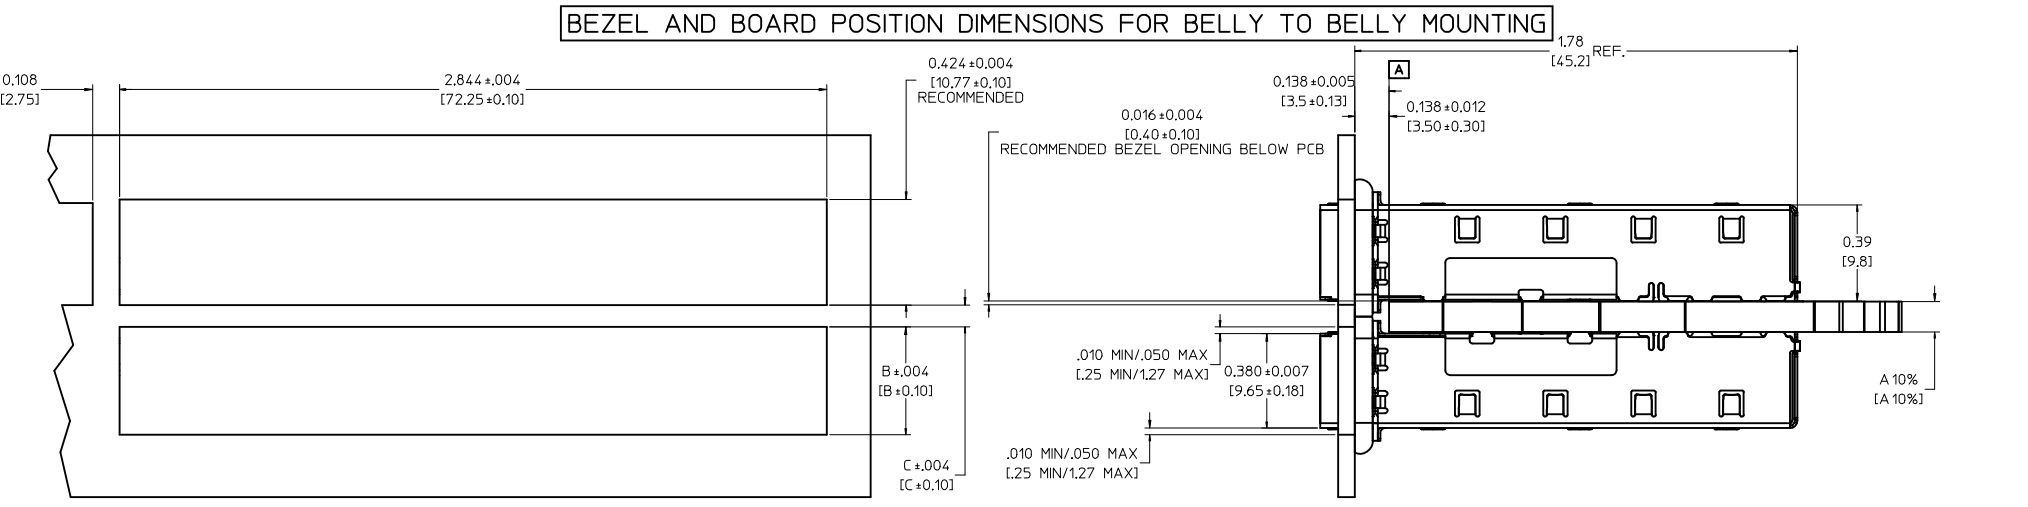 BEZEL AND BOARD POSITION DIMENSIONS FOR BELLY TO BELLY MOUNTING
0.108
[2.75]
2.844±.004
[72.25±0.10]
0.424±0.004
[10.77±0.10]
RECOMMENDED
0.016±0.004
[0.40±0.10]
RECOMMENDED BEZEL OPENING BELOW PCB
0.138±0.005
[3.5±0.13]
A
0.138±0.012
[3.50±0.30]
1.78
[45.2] REF.
0.39
[9.8]
.010 MIN/.050 MAX
[.25 MIN/1.27 MAX]
0.380±0.007
[9.65±0.18]
B±.004
[B±0.10]
A10%
[A10%]
.010 MIN/.050 MAX
[.25 MIN/1.27 MAX]
C±.004
[C±0.10]